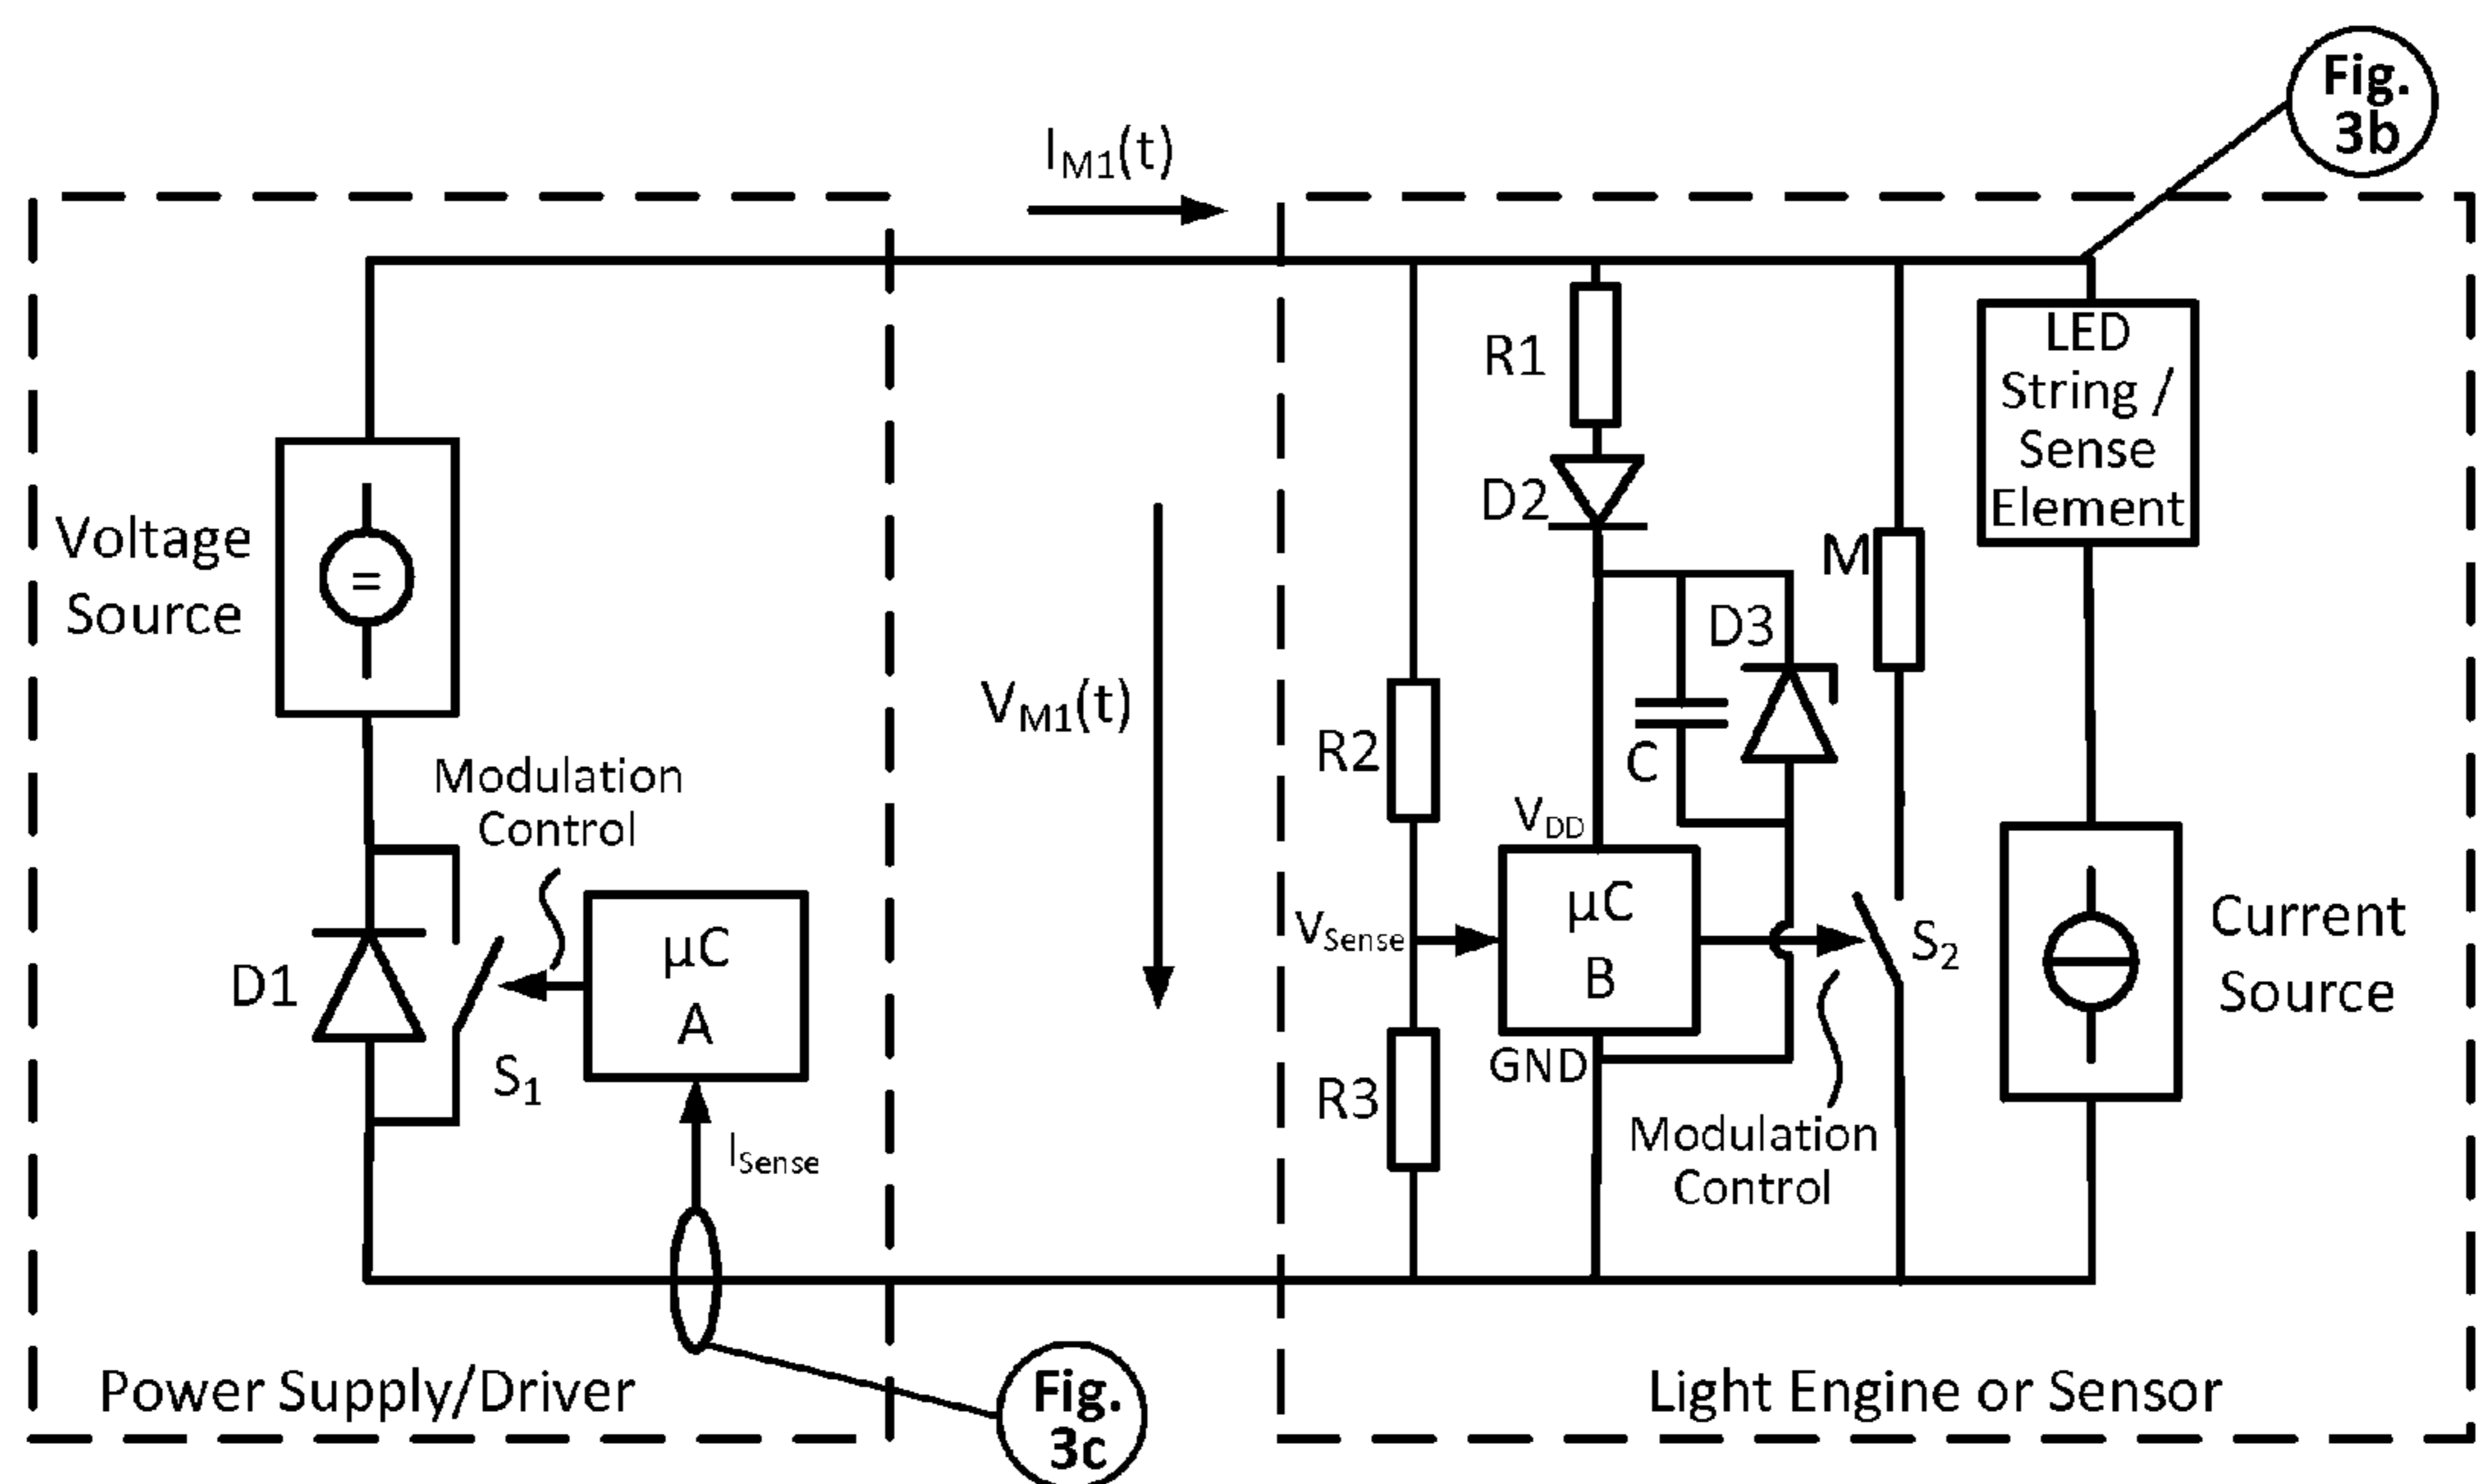 Fig.
3b
I_M1(t)
LED
String /
Sense
Element
R1
D2
Voltage
Source
=
M
D3
V_M1(t)
R2
C
Modulation
Control
V_DD
µC
A
µC
B
V_Sense
S_2
Current
Source
D1
S_1
GND
R3
I_Sense
Modulation
Control
Power Supply/Driver
Fig.
3c
Light Engine or Sensor